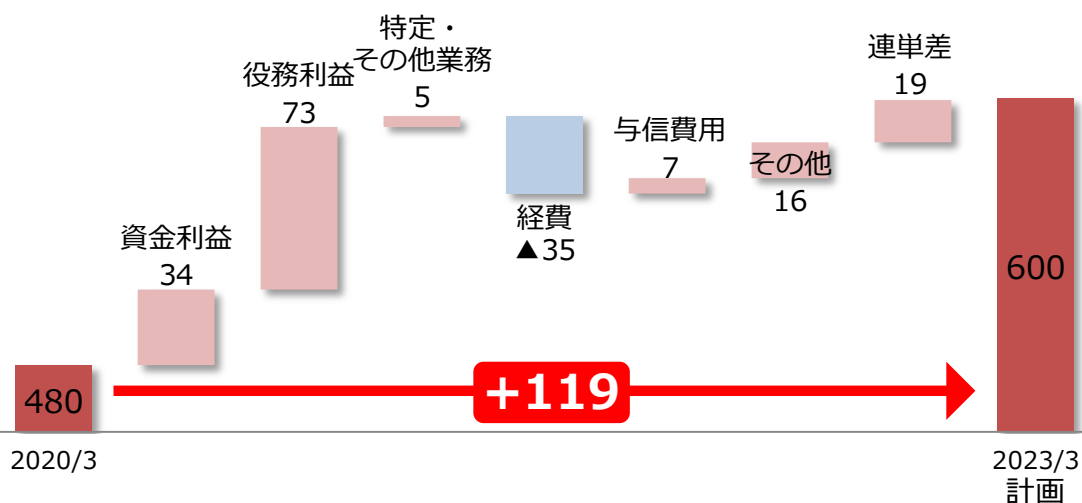 特定・
その他業務
5
役務利益
73
連単差
19
与信費用
7
その他
16
経費
▲35
資金利益
34
600
480
+119
2020/3
2023/3
計画